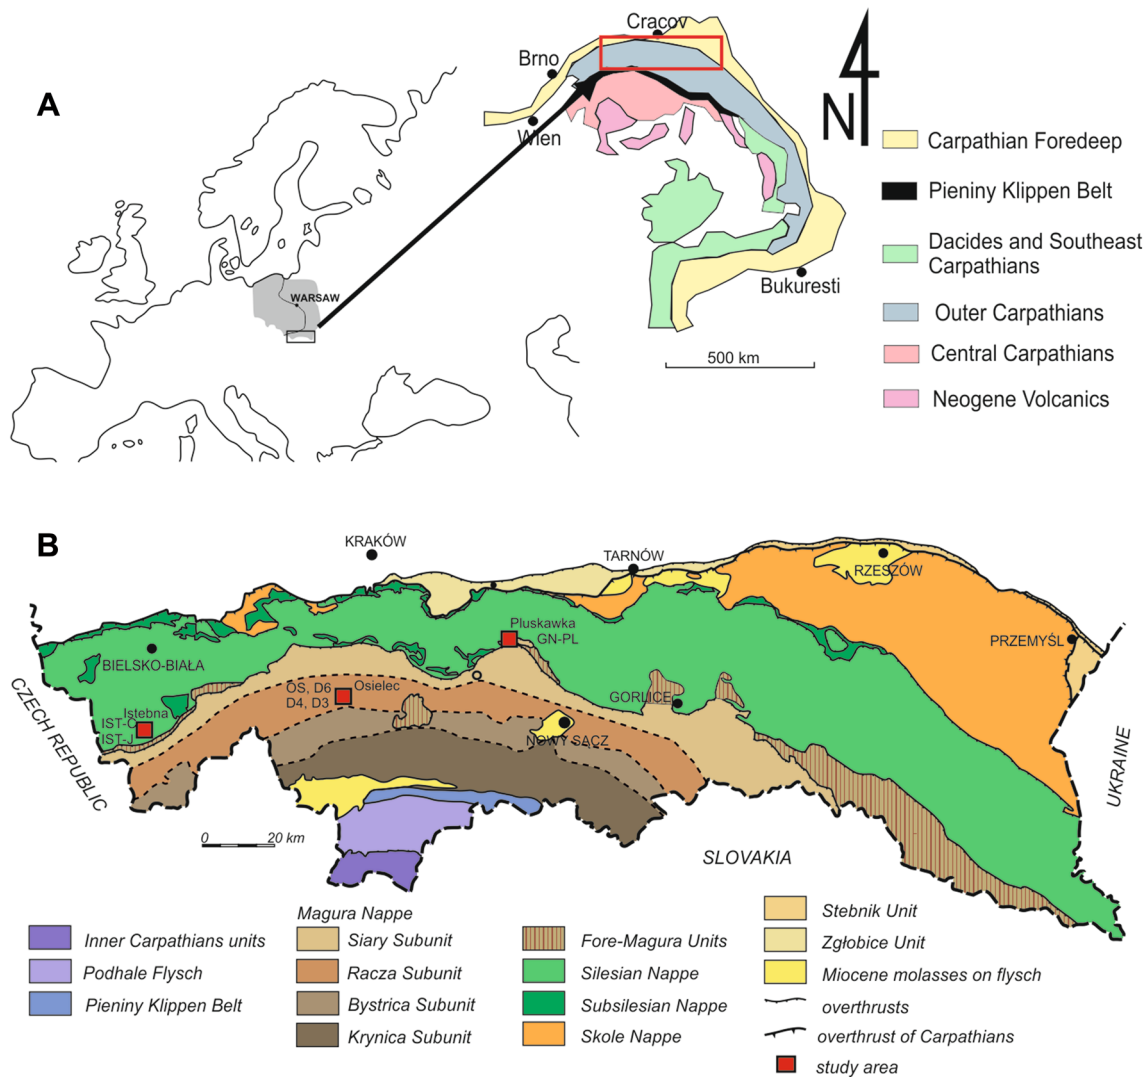 A
Cracov
Brno
Wien
WARSAW
Bukuresti
500 km
N
Carpathian Foredeep
Pieniny Klippen Belt
Dacides and Southeast
Carpathians
Outer Carpathians
Central Carpathians
Neogene Volcanics
B
KRAKÓW
TARNÓW
RZESZÓW
Pluskawka
GN-PL
PRZEMYŚL
BIELSKO-BIAŁA
OS, D6
D4, D3
Osielec
GORLICE
Istebna
IST-O
IST-J
NOWY SĄCZ
CZECH REPUBLIC
UKRAINE
0 20 km
SLOVAKIA
Inner Carpathians units
Podhale Flysch
Pieniny Klippen Belt
Magura Nappe
Siary Subunit
Racza Subunit
Bystrica Subunit
Krynica Subunit
Fore-Magura Units
Silesian Nappe
Subsilesian Nappe
Skole Nappe
Stebnik Unit
Zgłobice Unit
Miocene molasses on flysch
overthrusts
overthrust of Carpathians
study area